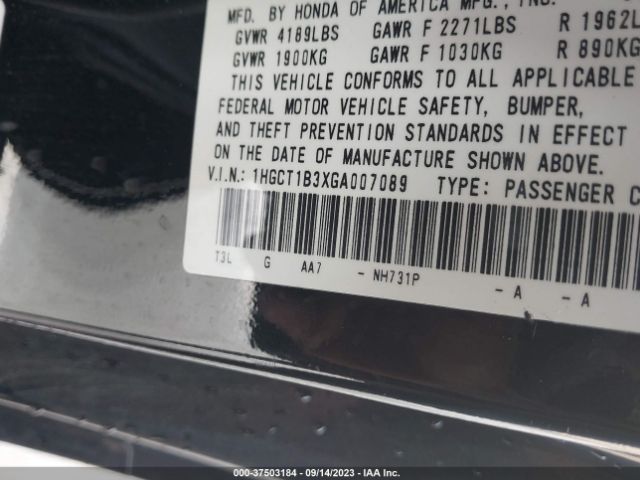 MFD. BY HONDA OF AMERICA MFG., INC.
GVWR 4189LBS GAWR F 2271LBS R 1962L
GVWR 1900KG GAWR F 1030KG R 890KG
THIS VEHICLE CONFORMS TO ALL APPLICABLE
FEDERAL MOTOR VEHICLE SAFETY, BUMPER,
AND THEFT PREVENTION STANDARDS IN EFFECT
ON THE DATE OF MANUFACTURE SHOWN ABOVE.
V.I.N.: 1HGCT1B3XGA007089 TYPE: PASSENGER C
T3L G AA7 - NH731P - A - A
000-37503184 - 09/14/2023 - IAA Inc.